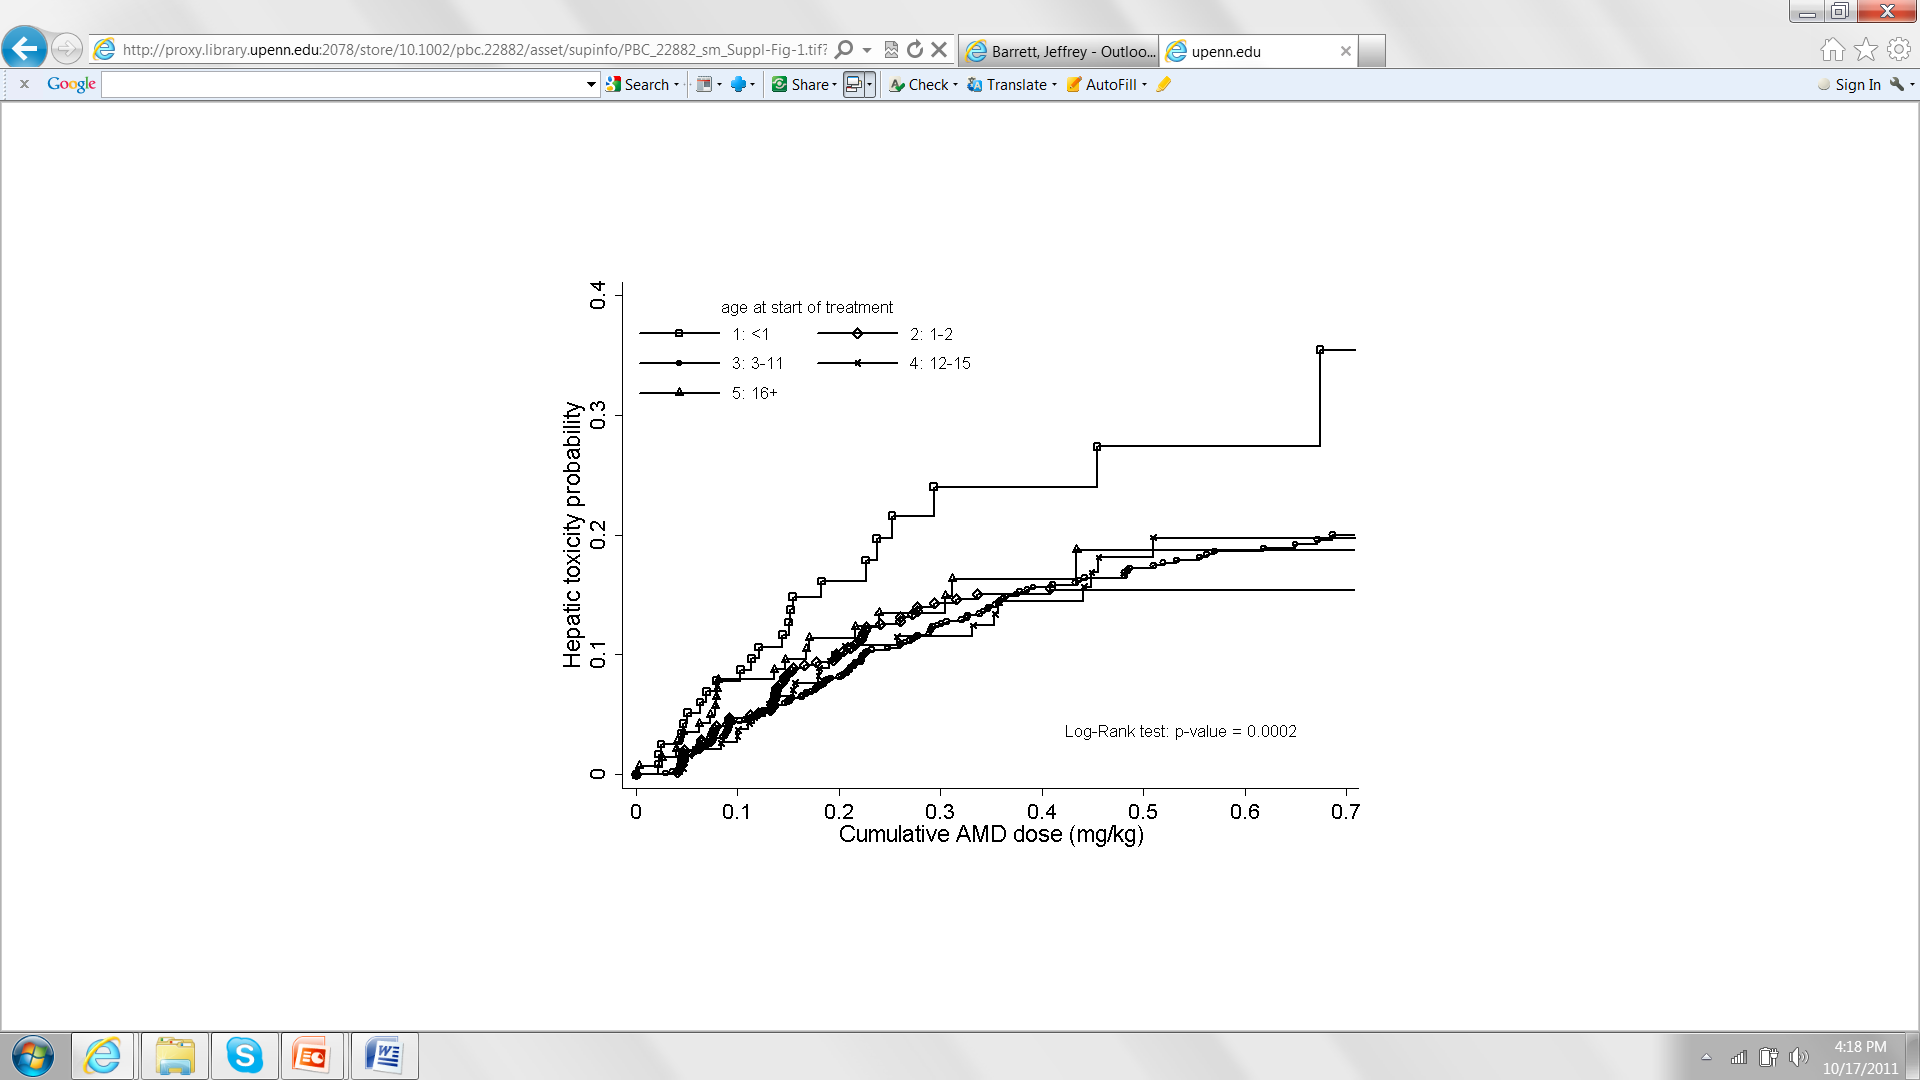 http://proxy.library.upenn.edu:2078/store/10.1002/pbc.22882/asset/supinfo/PBC_22882_sm_Suppl-Fig-1.tif?
Barrett, Jeffrey - Outloo...
upenn.edu
x Google
Search
Share
Check
Translate
AutoFill
Sign In
age at start of treatment
1: <1
2: 1-2
3: 3-11
4: 12-15
5: 16+
Hepatic toxicity probability
0.4
0.3
0.2
0.1
0
Log-Rank test: p-value = 0.0002
0 0.1 0.2 0.3 0.4 0.5 0.6 0.7
Cumulative AMD dose (mg/kg)
4:18 PM
10/17/2011